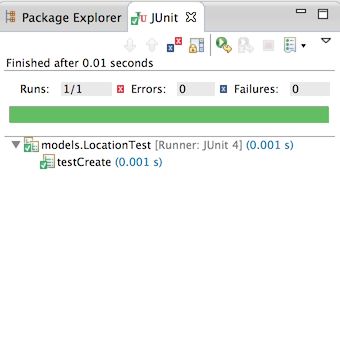 Package Explorer JUnit
Finished after 0.01 seconds
Runs: 1/1 Errors: 0 Failures: 0
models.LocationTest [Runner: JUnit 4] (0.001 s)
testCreate (0.001 s)